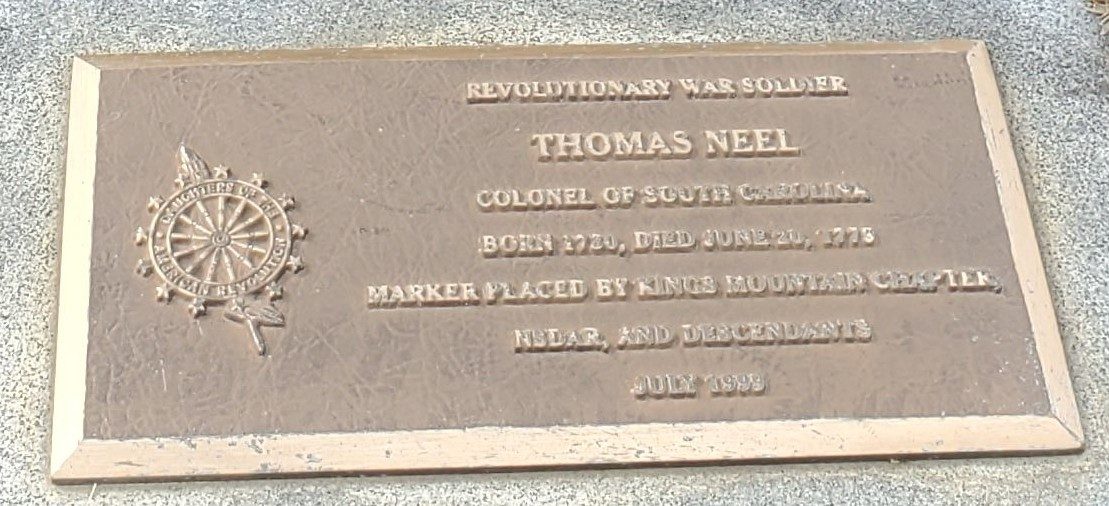 REVOLUTIONARY WAR SOLDIER
THOMAS NEEL
COLONEL OF SOUTH CAROLINA
BORN 1730, DIED JUNE 20, 1778
MARKER PLACED BY KINGS MOUNTAIN CHAPTER,
NSDAR, AND DESCENDANTS
JULY 1999
DAUGHTERS OF THE
AMERICAN REVOLUTION